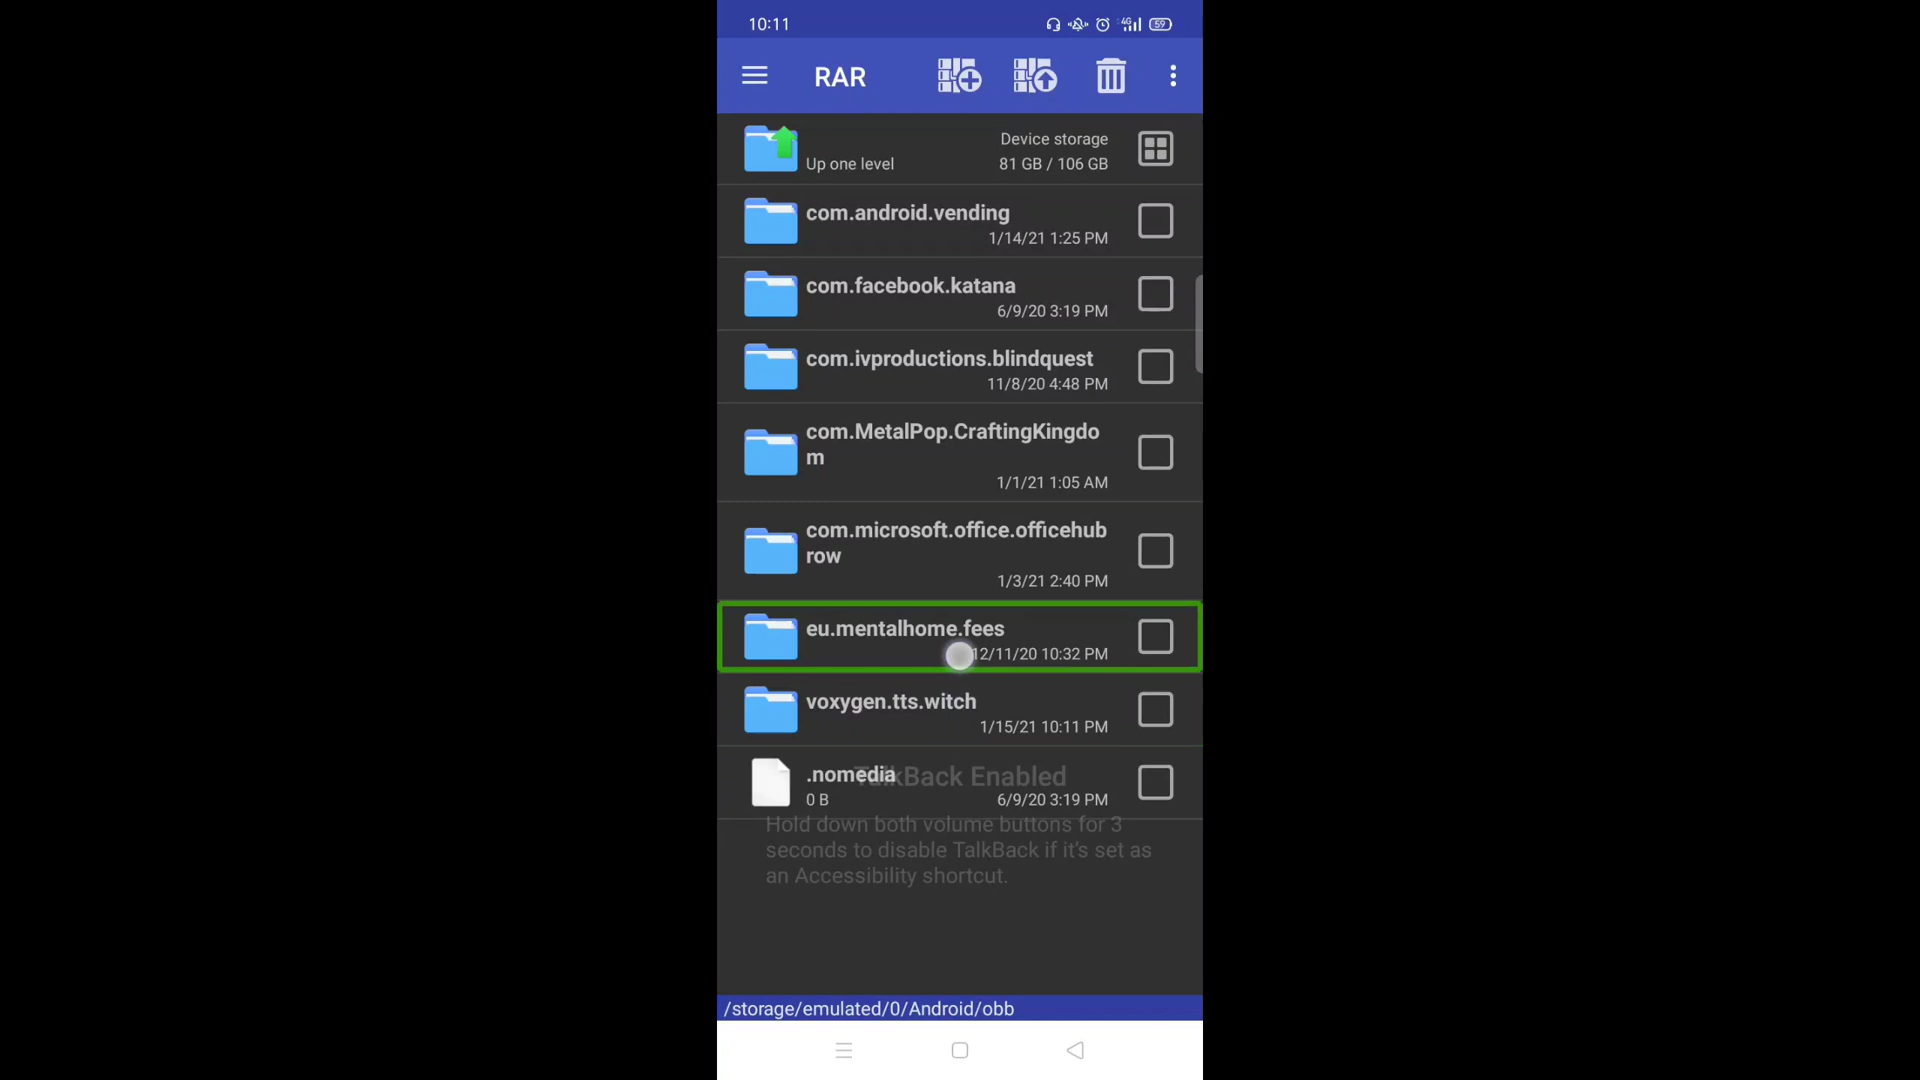 10:11
4G
59
RAR
Device storage
Up one level
81 GB / 106 GB
com.android.vending
1/14/21 1:25 PM
com.facebook.katana
6/9/20 3:19 PM
com.ivproductions.blindquest
11/8/20 4:48 PM
com.MetalPop.CraftingKingdo
m
1/1/21 1:05 AM
com.microsoft.office.officehub
row
1/3/21 2:40 PM
eu.mentalhome.fees
12/11/20 10:32 PM
voxygen.tts.witch
1/15/21 10:11 PM
.nomedia
TalkBack Enabled
0 B
6/9/20 3:19 PM
Hold down both volume buttons for 3
seconds to disable TalkBack if it's set as
an Accessibility shortcut.
/storage/emulated/0/Android/obb